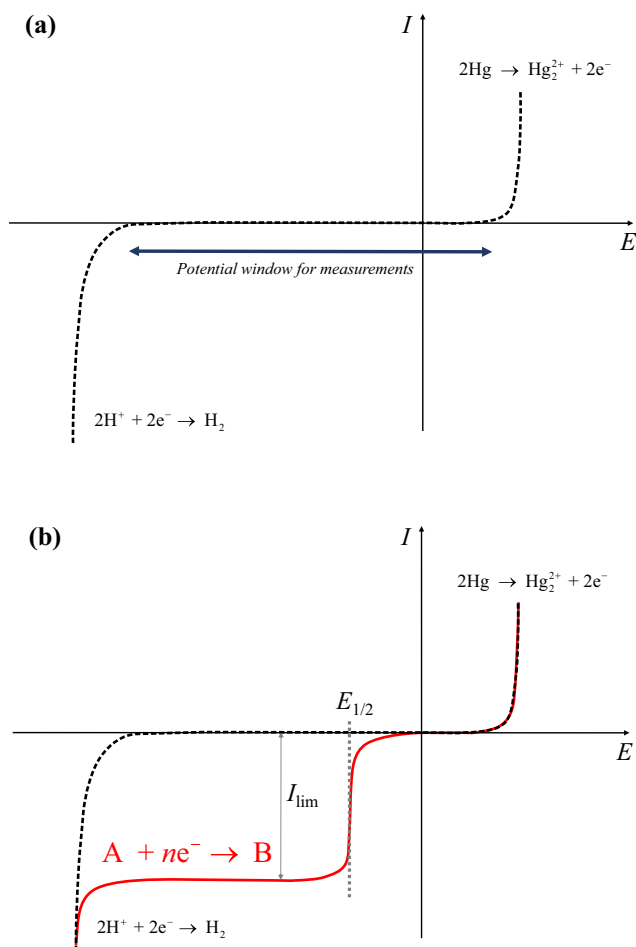 (a)
I
2Hg → Hg₂²⁺ + 2e⁻
E
Potential window for measurements
2H⁺ + 2e⁻ → H₂
(b)
I
2Hg → Hg₂²⁺ + 2e⁻
E₁/₂
E
I_lim
A + ne⁻ → B
2H⁺ + 2e⁻ → H₂